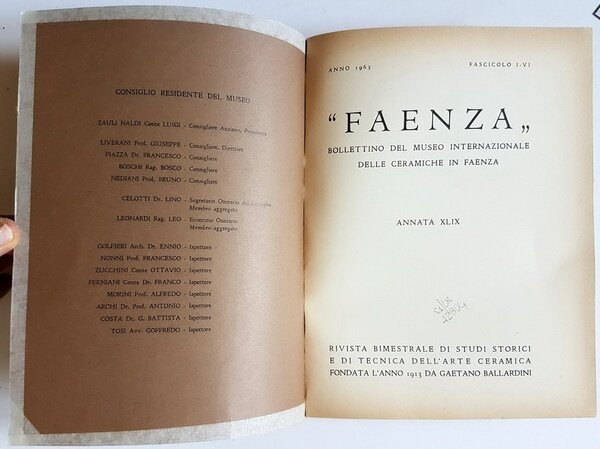 CONSIGLIO RESIDENTE DEL MUSEO
ZAULI NALDI Conte LUIGI - Consigliere Anziano, Presidente
LIVERANI Prof. GIUSEPPE - Consigliere, Direttore
PIAZZA Dr. FRANCESCO - Consigliere
BOSCHI Rag. BOSCO - Consigliere
NEDIANI Prof. BRUNO - Consigliere
CELOTTI Dr. LINO - Segretario Onorario del Consiglio
Membro aggregato
LEONARDI Rag. LEO - Economo Onorario
Membro aggregato
GOLFIERI Arch. Dr. ENNIO - Ispettore
NONNI Prof. FRANCESCO - Ispettore
ZUCCHINI Conte OTTAVIO - Ispettore
FERNIANI Conte Dr. FRANCO - Ispettore
MORINI Prof. ALFREDO - Ispettore
ARCHI Dr. Prof. ANTONIO - Ispettore
COSTA Dr. G. BATTISTA - Ispettore
TOSI Avv. GOFFREDO - Ispettore
ANNO 1963 FASCICOLO I-VI
"FAENZA„
BOLLETTINO DEL MUSEO INTERNAZIONALE
DELLE CERAMICHE IN FAENZA
ANNATA XLIX
RIVISTA BIMESTRALE DI STUDI STORICI
E DI TECNICA DELL'ARTE CERAMICA
FONDATA L'ANNO 1913 DA GAETANO BALLARDINI